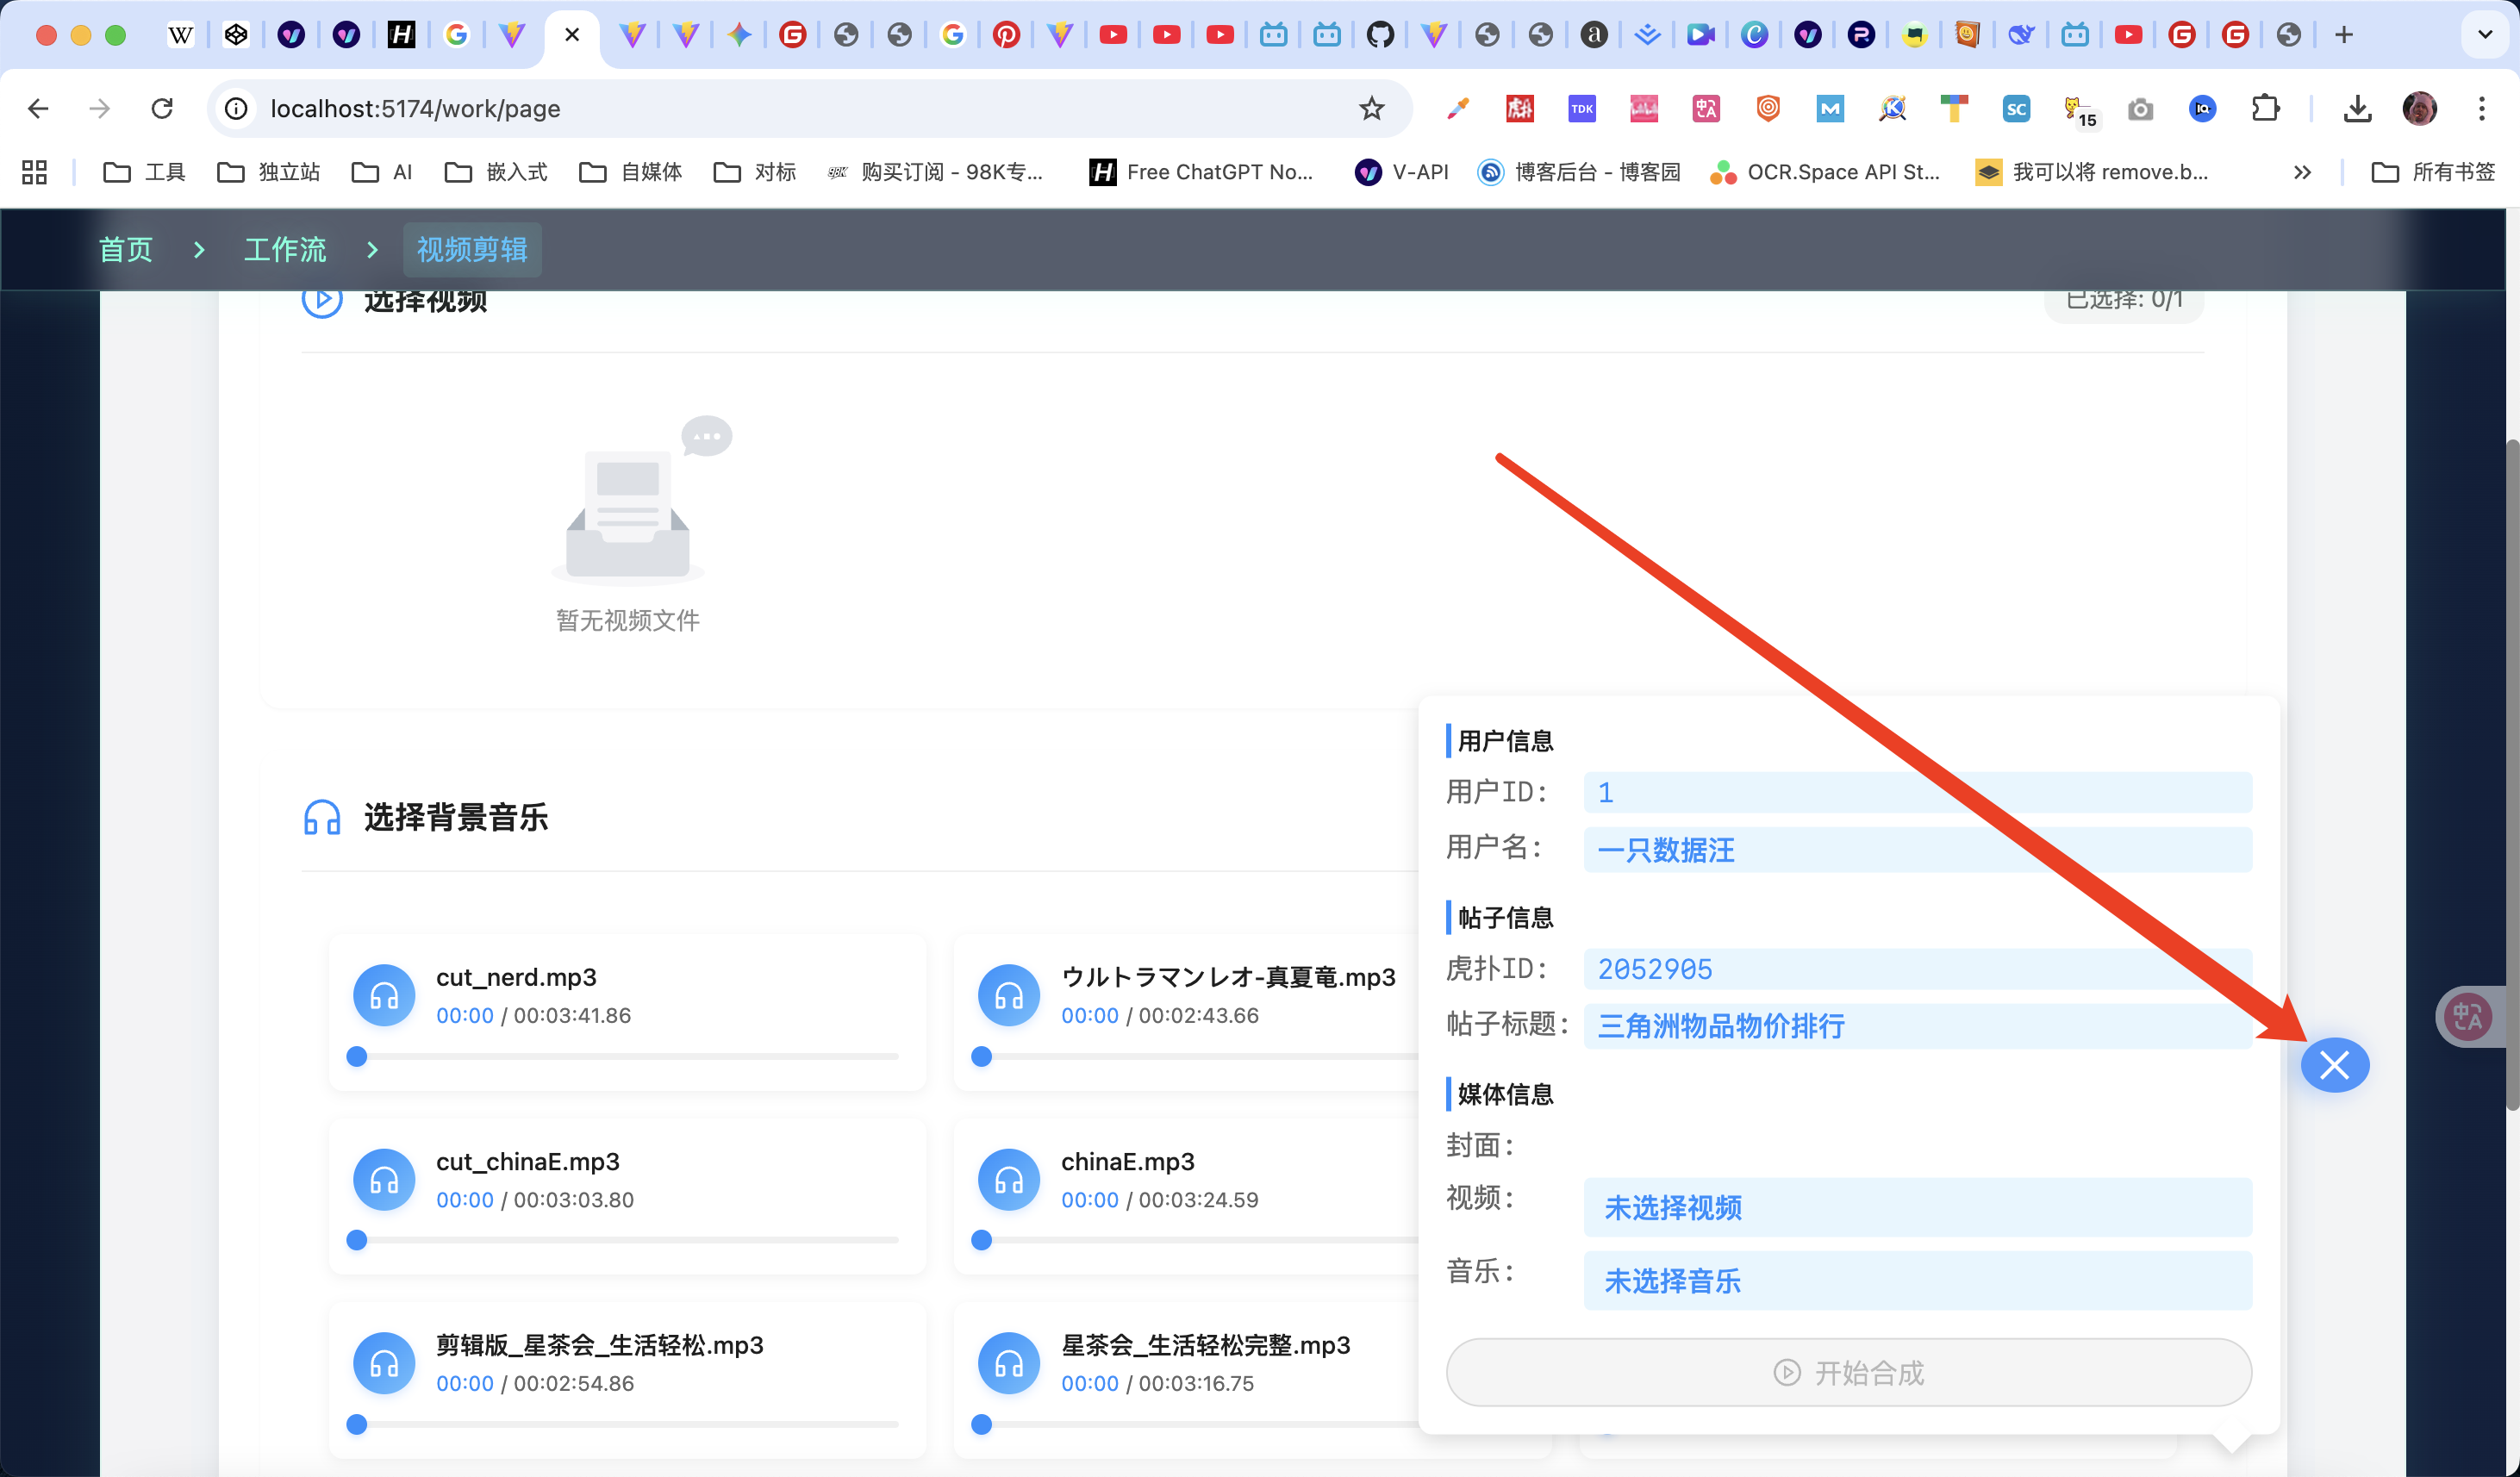 localhost:5174/work/page
15
工具
独立站
AI
嵌入式
自媒体
对标
购买订阅 - 98K专...
Free ChatGPT No...
V-API
博客后台 - 博客园
OCR.Space API St...
我可以将 remove.b...
所有书签
首页 > 工作流 > 视频剪辑
选择视频
已选择: 0/1
暂无视频文件
选择背景音乐
cut_nerd.mp3
00:00 / 00:03:41.86
ウルトラマンレオ-真夏竜.mp3
00:00 / 00:02:43.66
cut_chinaE.mp3
00:00 / 00:03:03.80
chinaE.mp3
00:00 / 00:03:24.59
剪辑版_星茶会_生活轻松.mp3
00:00 / 00:02:54.86
星茶会_生活轻松完整.mp3
00:00 / 00:03:16.75
用户信息
用户ID: 1
用户名: 一只数据汪
帖子信息
虎扑ID: 2052905
帖子标题: 三角洲物品物价排行
媒体信息
封面:
视频: 未选择视频
音乐: 未选择音乐
开始合成